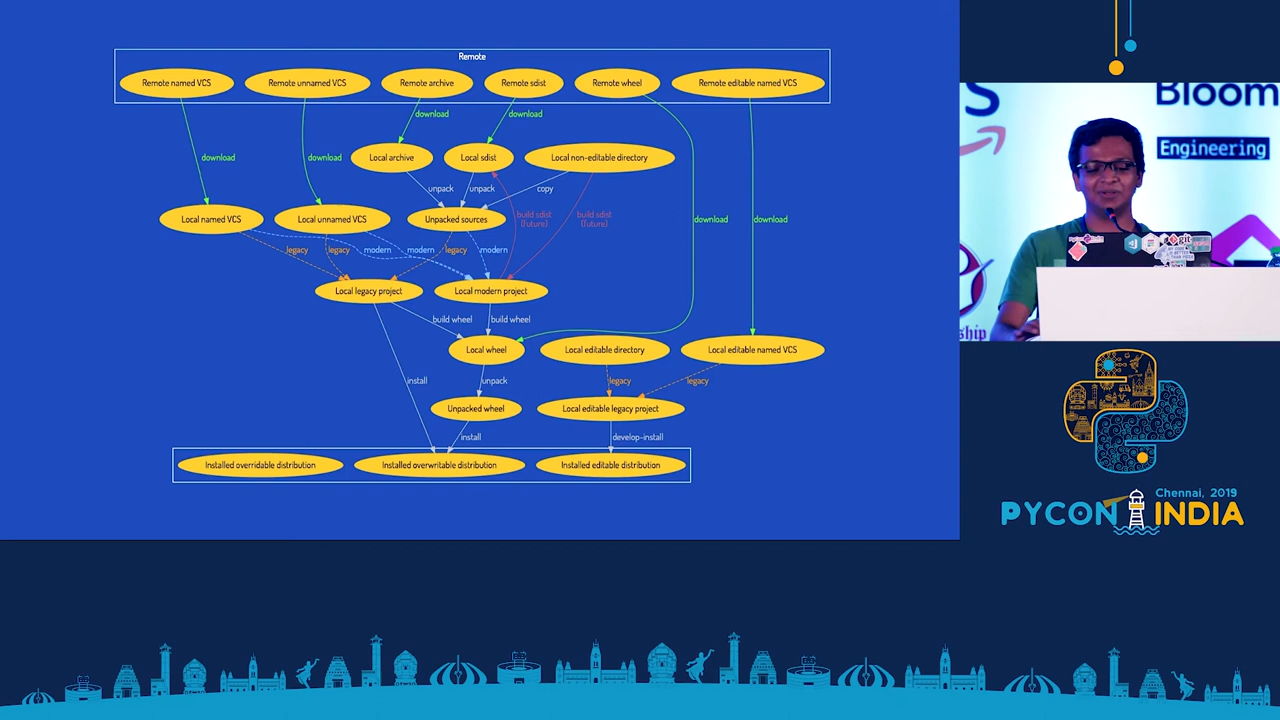 Remote
Remote named VCS
Remote unnamed VCS
Remote archive
Remote sdist
Remote wheel
Remote editable named VCS
download
download
download
download
Local archive
Local sdist
Local non-editable directory
unpack
unpack
copy
Local named VCS
Local unnamed VCS
Unpacked sources
build sdist
(future)
build sdist
(future)
download
download
legacy
legacy
modern
modern
legacy
modern
Local legacy project
Local modern project
build wheel
build wheel
Local wheel
Local editable directory
Local editable named VCS
install
unpack
legacy
legacy
Unpacked wheel
Local editable legacy project
install
develop-install
Installed overridable distribution
Installed overwritable distribution
Installed editable distribution
S
Bloom
Engineering
git
ship
Chennai, 2019
PYCON INDIA